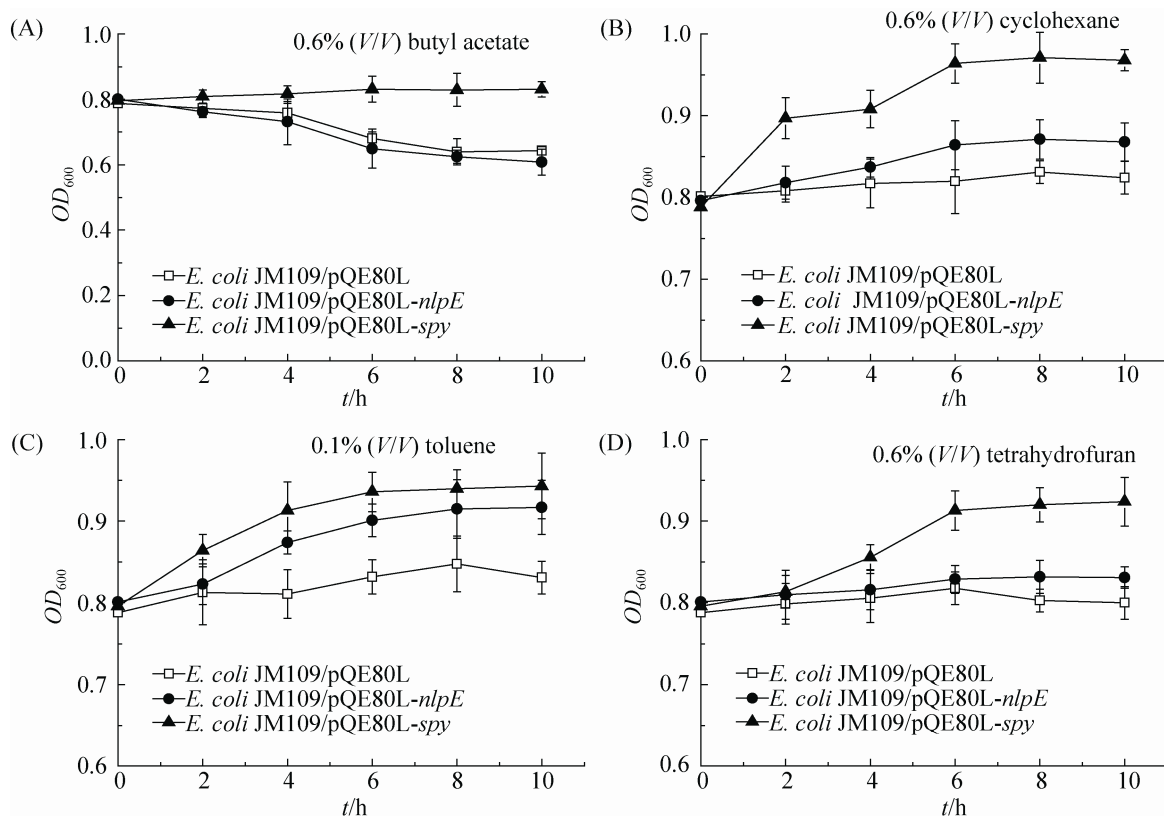 (A)
0.6% (V/V) butyl acetate
1.0
0.8
0.6
0.4
0.2
0.0
OD600
E. coli JM109/pQE80L
E. coli JM109/pQE80L-nlpE
E. coli JM109/pQE80L-spy
0 2 4 6 8 10
t/h
(B)
0.6% (V/V) cyclohexane
1.0
0.9
0.8
0.7
0.6
OD600
E. coli JM109/pQE80L
E. coli JM109/pQE80L-nlpE
E. coli JM109/pQE80L-spy
0 2 4 6 8 10
t/h
(C)
0.1% (V/V) toluene
1.0
0.9
0.8
0.7
0.6
OD600
E. coli JM109/pQE80L
E. coli JM109/pQE80L-nlpE
E. coli JM109/pQE80L-spy
0 2 4 6 8 10
t/h
(D)
0.6% (V/V) tetrahydrofuran
1.0
0.9
0.8
0.7
0.6
OD600
E. coli JM109/pQE80L
E. coli JM109/pQE80L-nlpE
E. coli JM109/pQE80L-spy
0 2 4 6 8 10
t/h